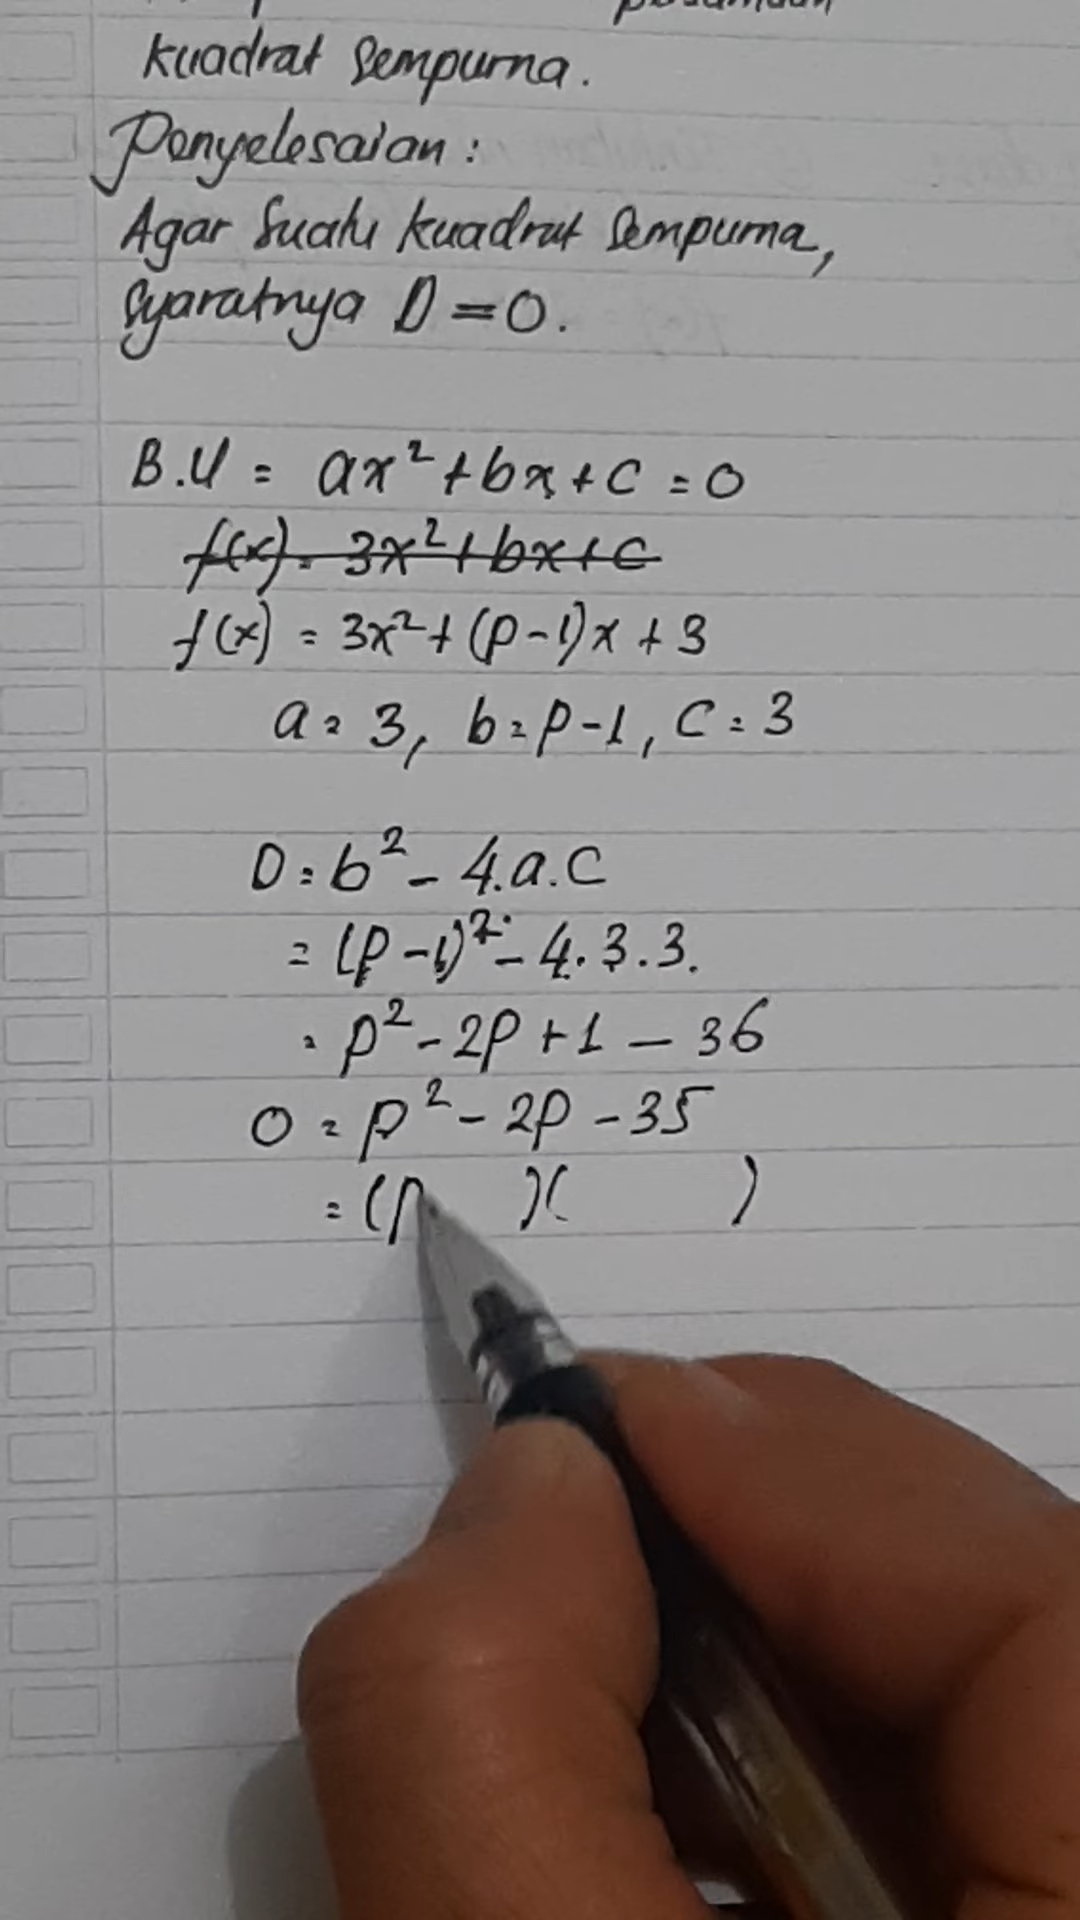 kuadrat sempurna.
Penyelesaian :
Agar suatu kuadrat sempurna,
syaratnya D = 0.
B.U = ax² + bx + c = 0
f(x) = 3x² + bx + c
f(x) = 3x² + (p - 1)x + 3
a = 3, b = p - 1, c = 3
D = b² - 4.a.c
= (p - 1)² - 4.3.3.
= p² - 2p + 1 - 36
0 = p² - 2p - 35
= (p )( )